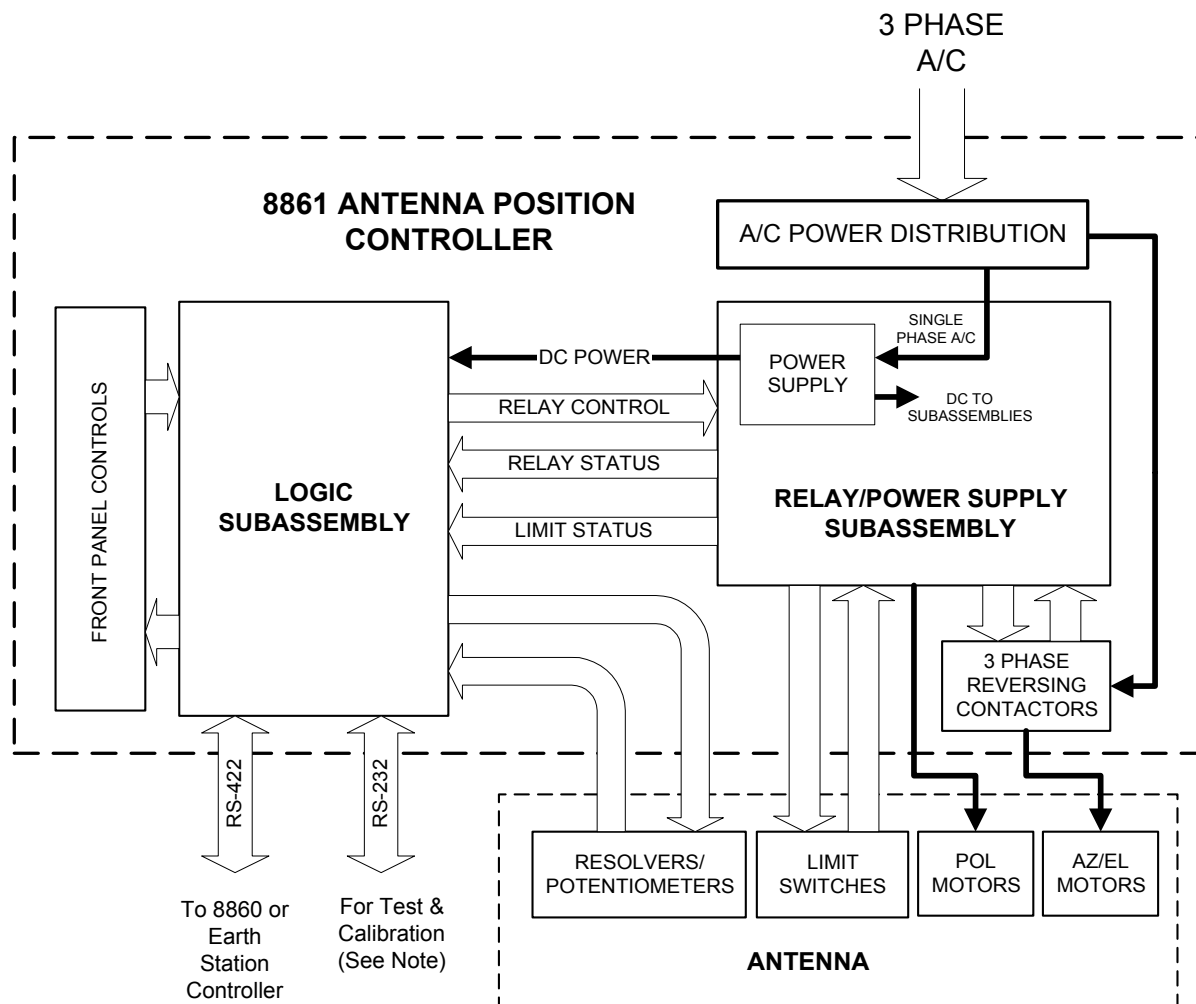 3 PHASE
A/C
8861 ANTENNA POSITION
CONTROLLER
A/C POWER DISTRIBUTION
SINGLE
PHASE A/C
POWER
SUPPLY
DC TO
SUBASSEMBLIES
DC POWER
RELAY CONTROL
RELAY STATUS
LIMIT STATUS
FRONT PANEL CONTROLS
LOGIC
SUBASSEMBLY
RELAY/POWER SUPPLY
SUBASSEMBLY
3 PHASE
REVERSING
CONTACTORS
RS-422
RS-232
RESOLVERS/
POTENTIOMETERS
LIMIT
SWITCHES
POL
MOTORS
AZ/EL
MOTORS
To 8860 or
Earth
Station
Controller
For Test &
Calibration
(See Note)
ANTENNA